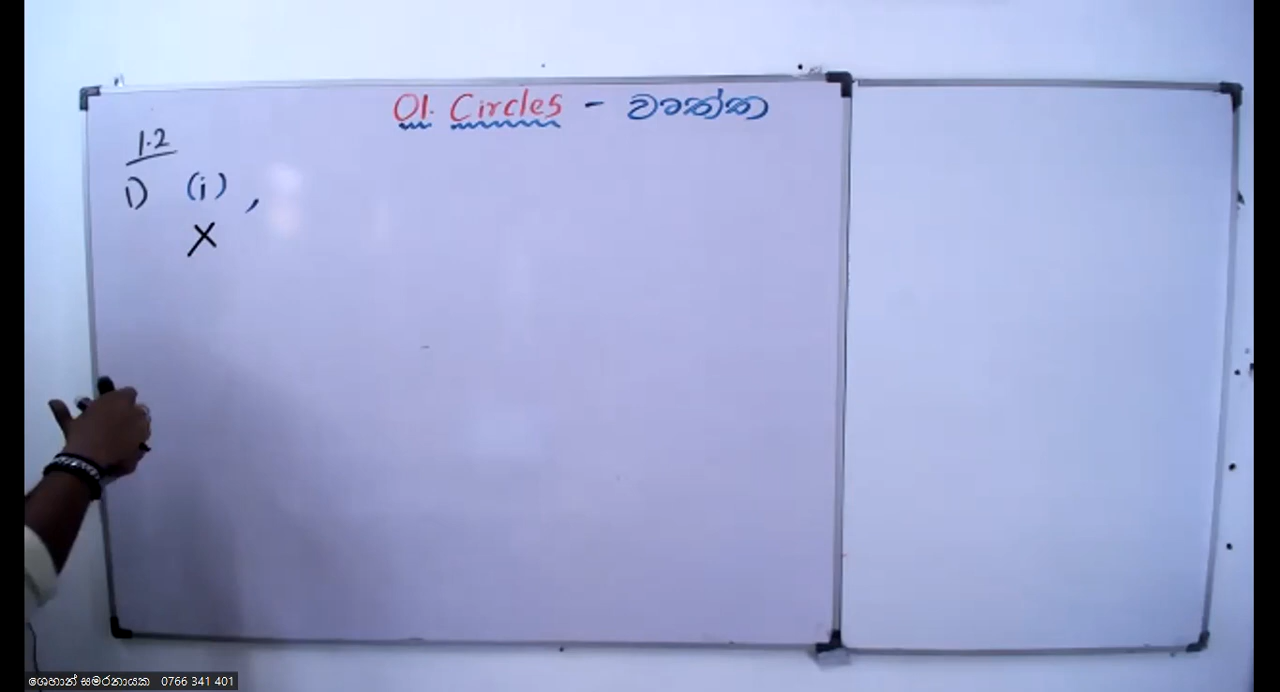 01. Circles - වෘත්ත
1.2
1) (i) ,
X
ශෙහාන් සමරනායක 0766 341 401